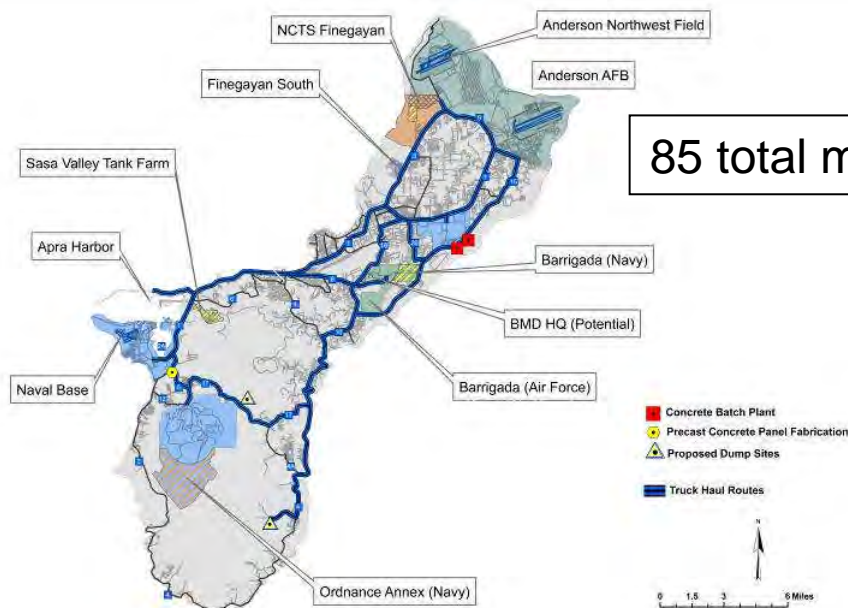 NCTS Finegayan
Anderson Northwest Field
Finegayan South
Anderson AFB
85 total m
Sasa Valley Tank Farm
Apra Harbor
Barrigada (Navy)
BMD HQ (Potential)
Naval Base
Barrigada (Air Force)
Concrete Batch Plant
Precast Concrete Panel Fabrication
Proposed Dump Sites
Truck Haul Routes
Ordnance Annex (Navy)
N
0 1.5 3 6 Miles